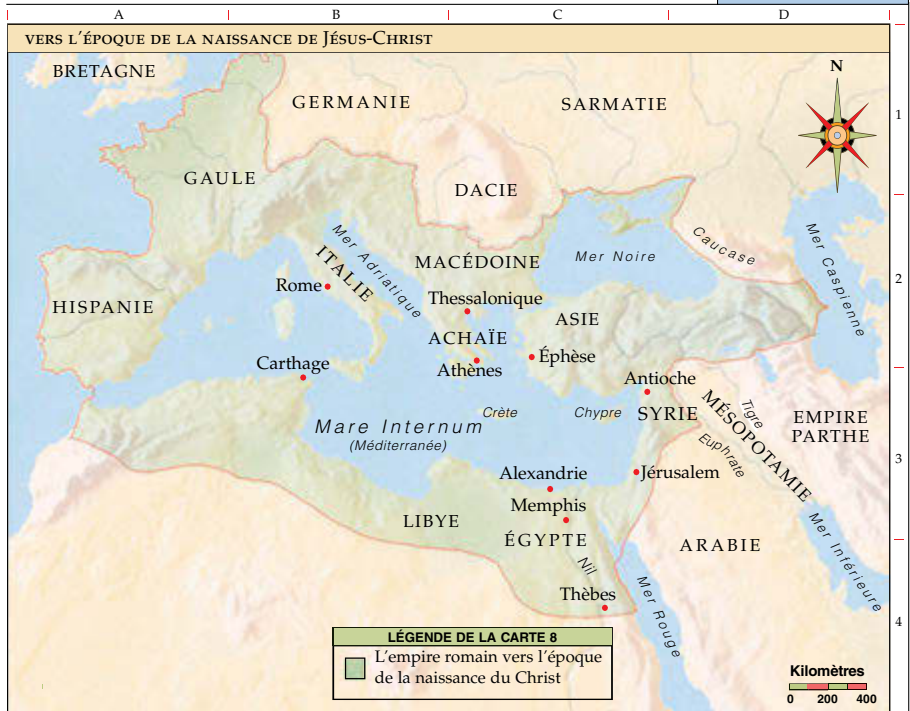 A B C D
VERS L'ÉPOQUE DE LA NAISSANCE DE JÉSUS-CHRIST
BRETAGNE
GERMANIE
SARMATIE
N
1
GAULE
DACIE
Mer Adriatique
ITALIE
MACÉDOINE
Mer Noire
Caucase
Mer Caspienne
2
HISPANIE
Rome
Thessalonique
ASIE
ACHAÏE
Éphèse
Carthage
Athènes
Antioche
Mare Internum
(Méditerranée)
Crète
Chypre
SYRIE
MÉSOPOTAMIE
Tigre
Euphrate
EMPIRE
PARTHE
3
Alexandrie
Jérusalem
Memphis
LIBYE
ÉGYPTE
ARABIE
Mer Inférieure
Nil
Thèbes
Mer Rouge
4
LÉGENDE DE LA CARTE 8
L'empire romain vers l'époque
de la naissance du Christ
Kilomètres
0 200 400